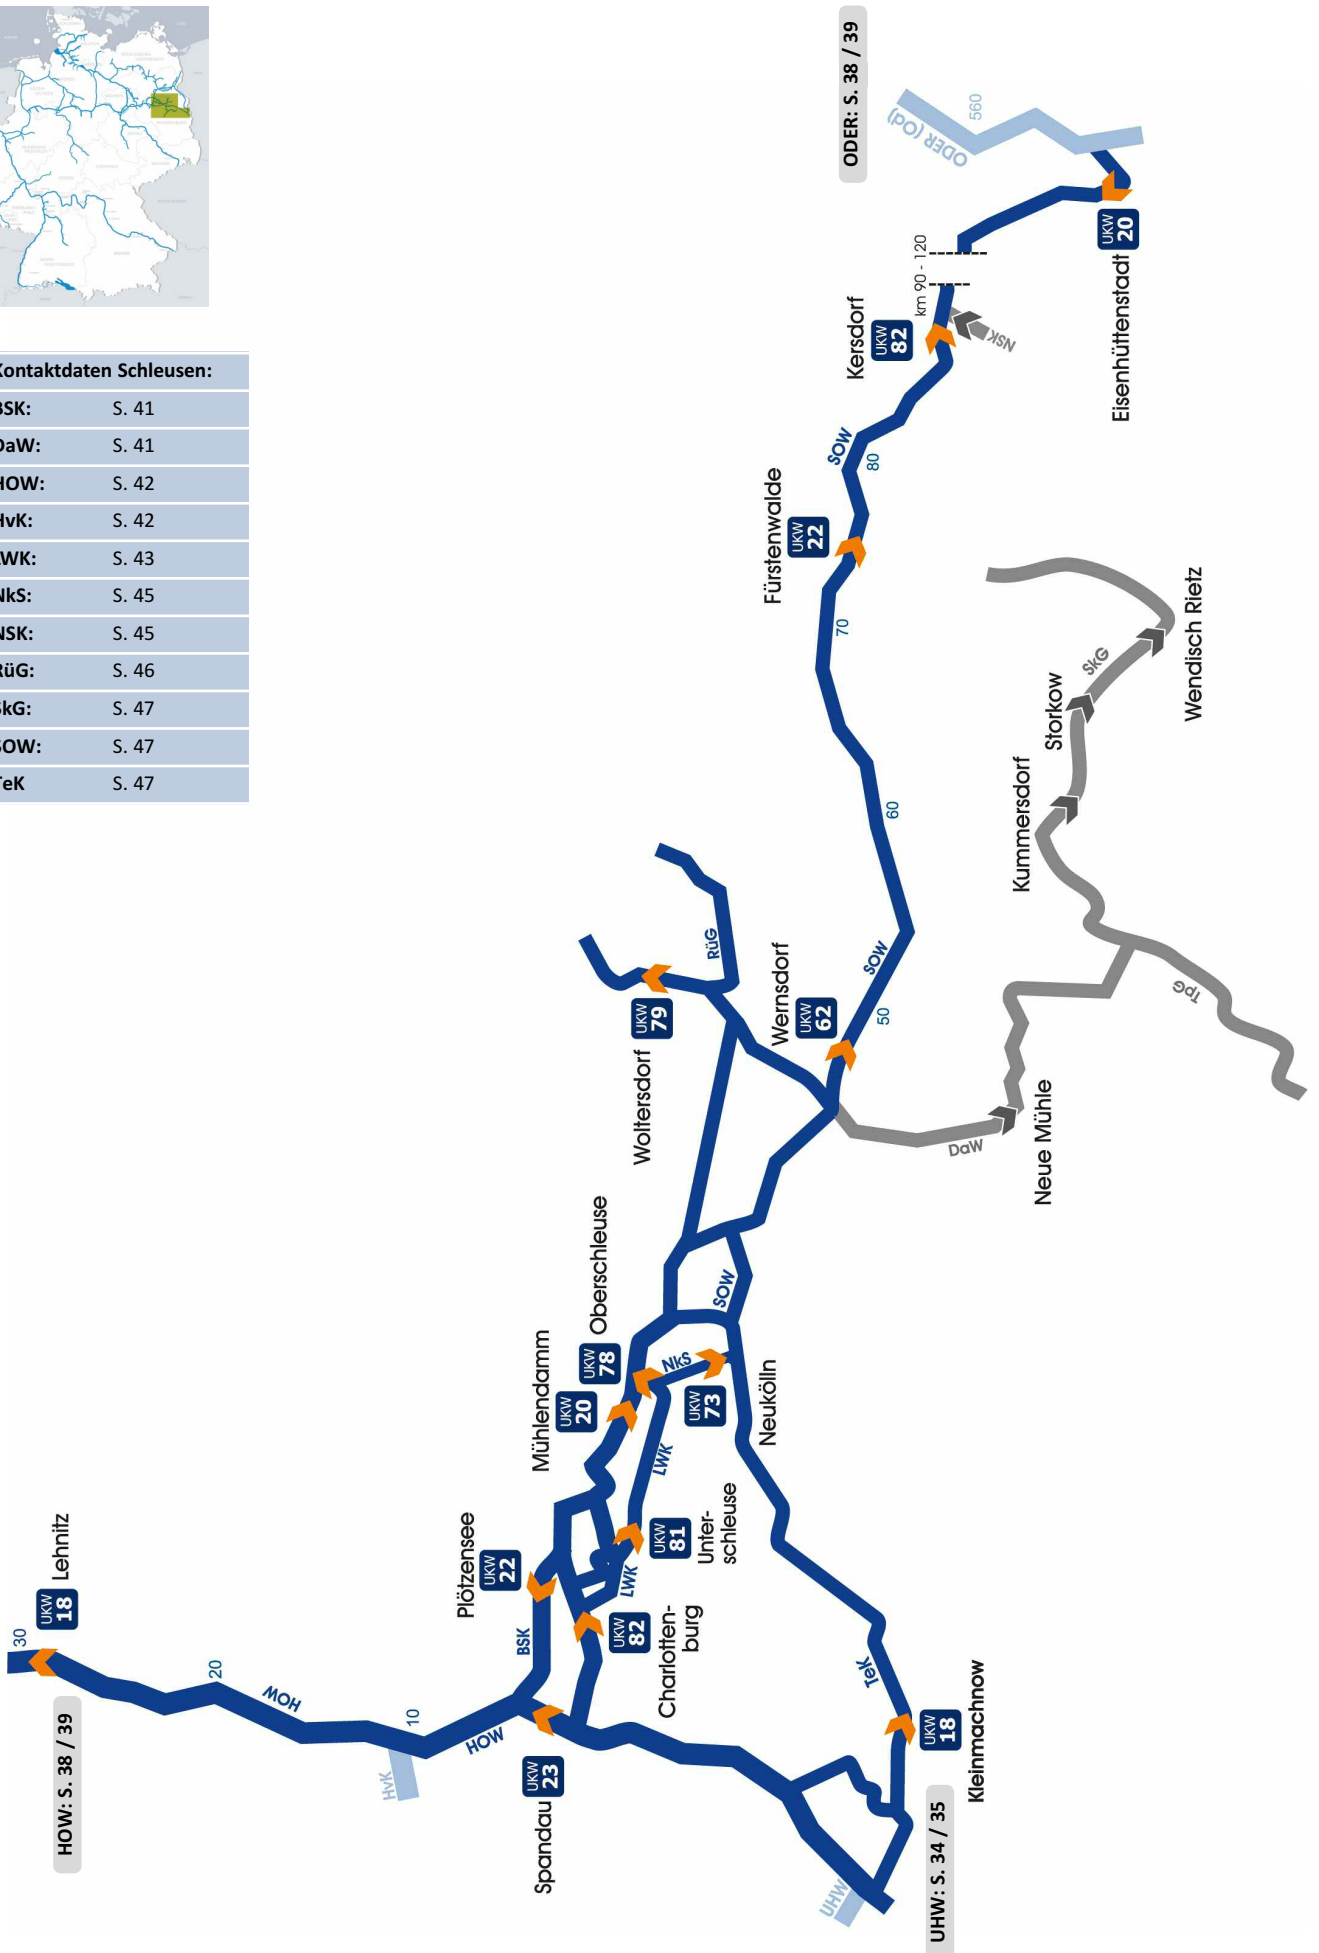 Kontaktdaten Schleusen:
BSK: S. 41
DaW: S. 41
HOW: S. 42
HvK: S. 42
LWK: S. 43
NkS: S. 45
NSK: S. 45
RüG: S. 46
SkG: S. 47
SOW: S. 47
TeK S. 47
ODER: S. 38 / 39
ODER (Od)
560
UKW
20
Eisenhüttenstadt
km 90 - 120
Kersdorf
UKW
82
NSK
SOW
80
Fürstenwalde
UKW
22
70
60
Wendisch Rietz
SkG
Storkow
Kummersdorf
TpG
RüG
Wernsdorf
UKW
62
SOW
50
UKW
79
Woltersdorf
DaW
Neue Mühle
Oberschleuse
UKW
78
SOW
Mühlendamm
UKW
20
NkS
UKW
73
Neukölln
LWK
Unter-
schleuse
UKW
81
LWK
Plötzensee
UKW
22
BSK
UKW
82
Charlotten-
burg
Lehnitz
UKW
18
30
20
HOW
10
HOW
HOW: S. 38 / 39
HvK
UKW
23
Spandau
TeK
UKW
18
Kleinmachnow
UHW
UHW: S. 34 / 35